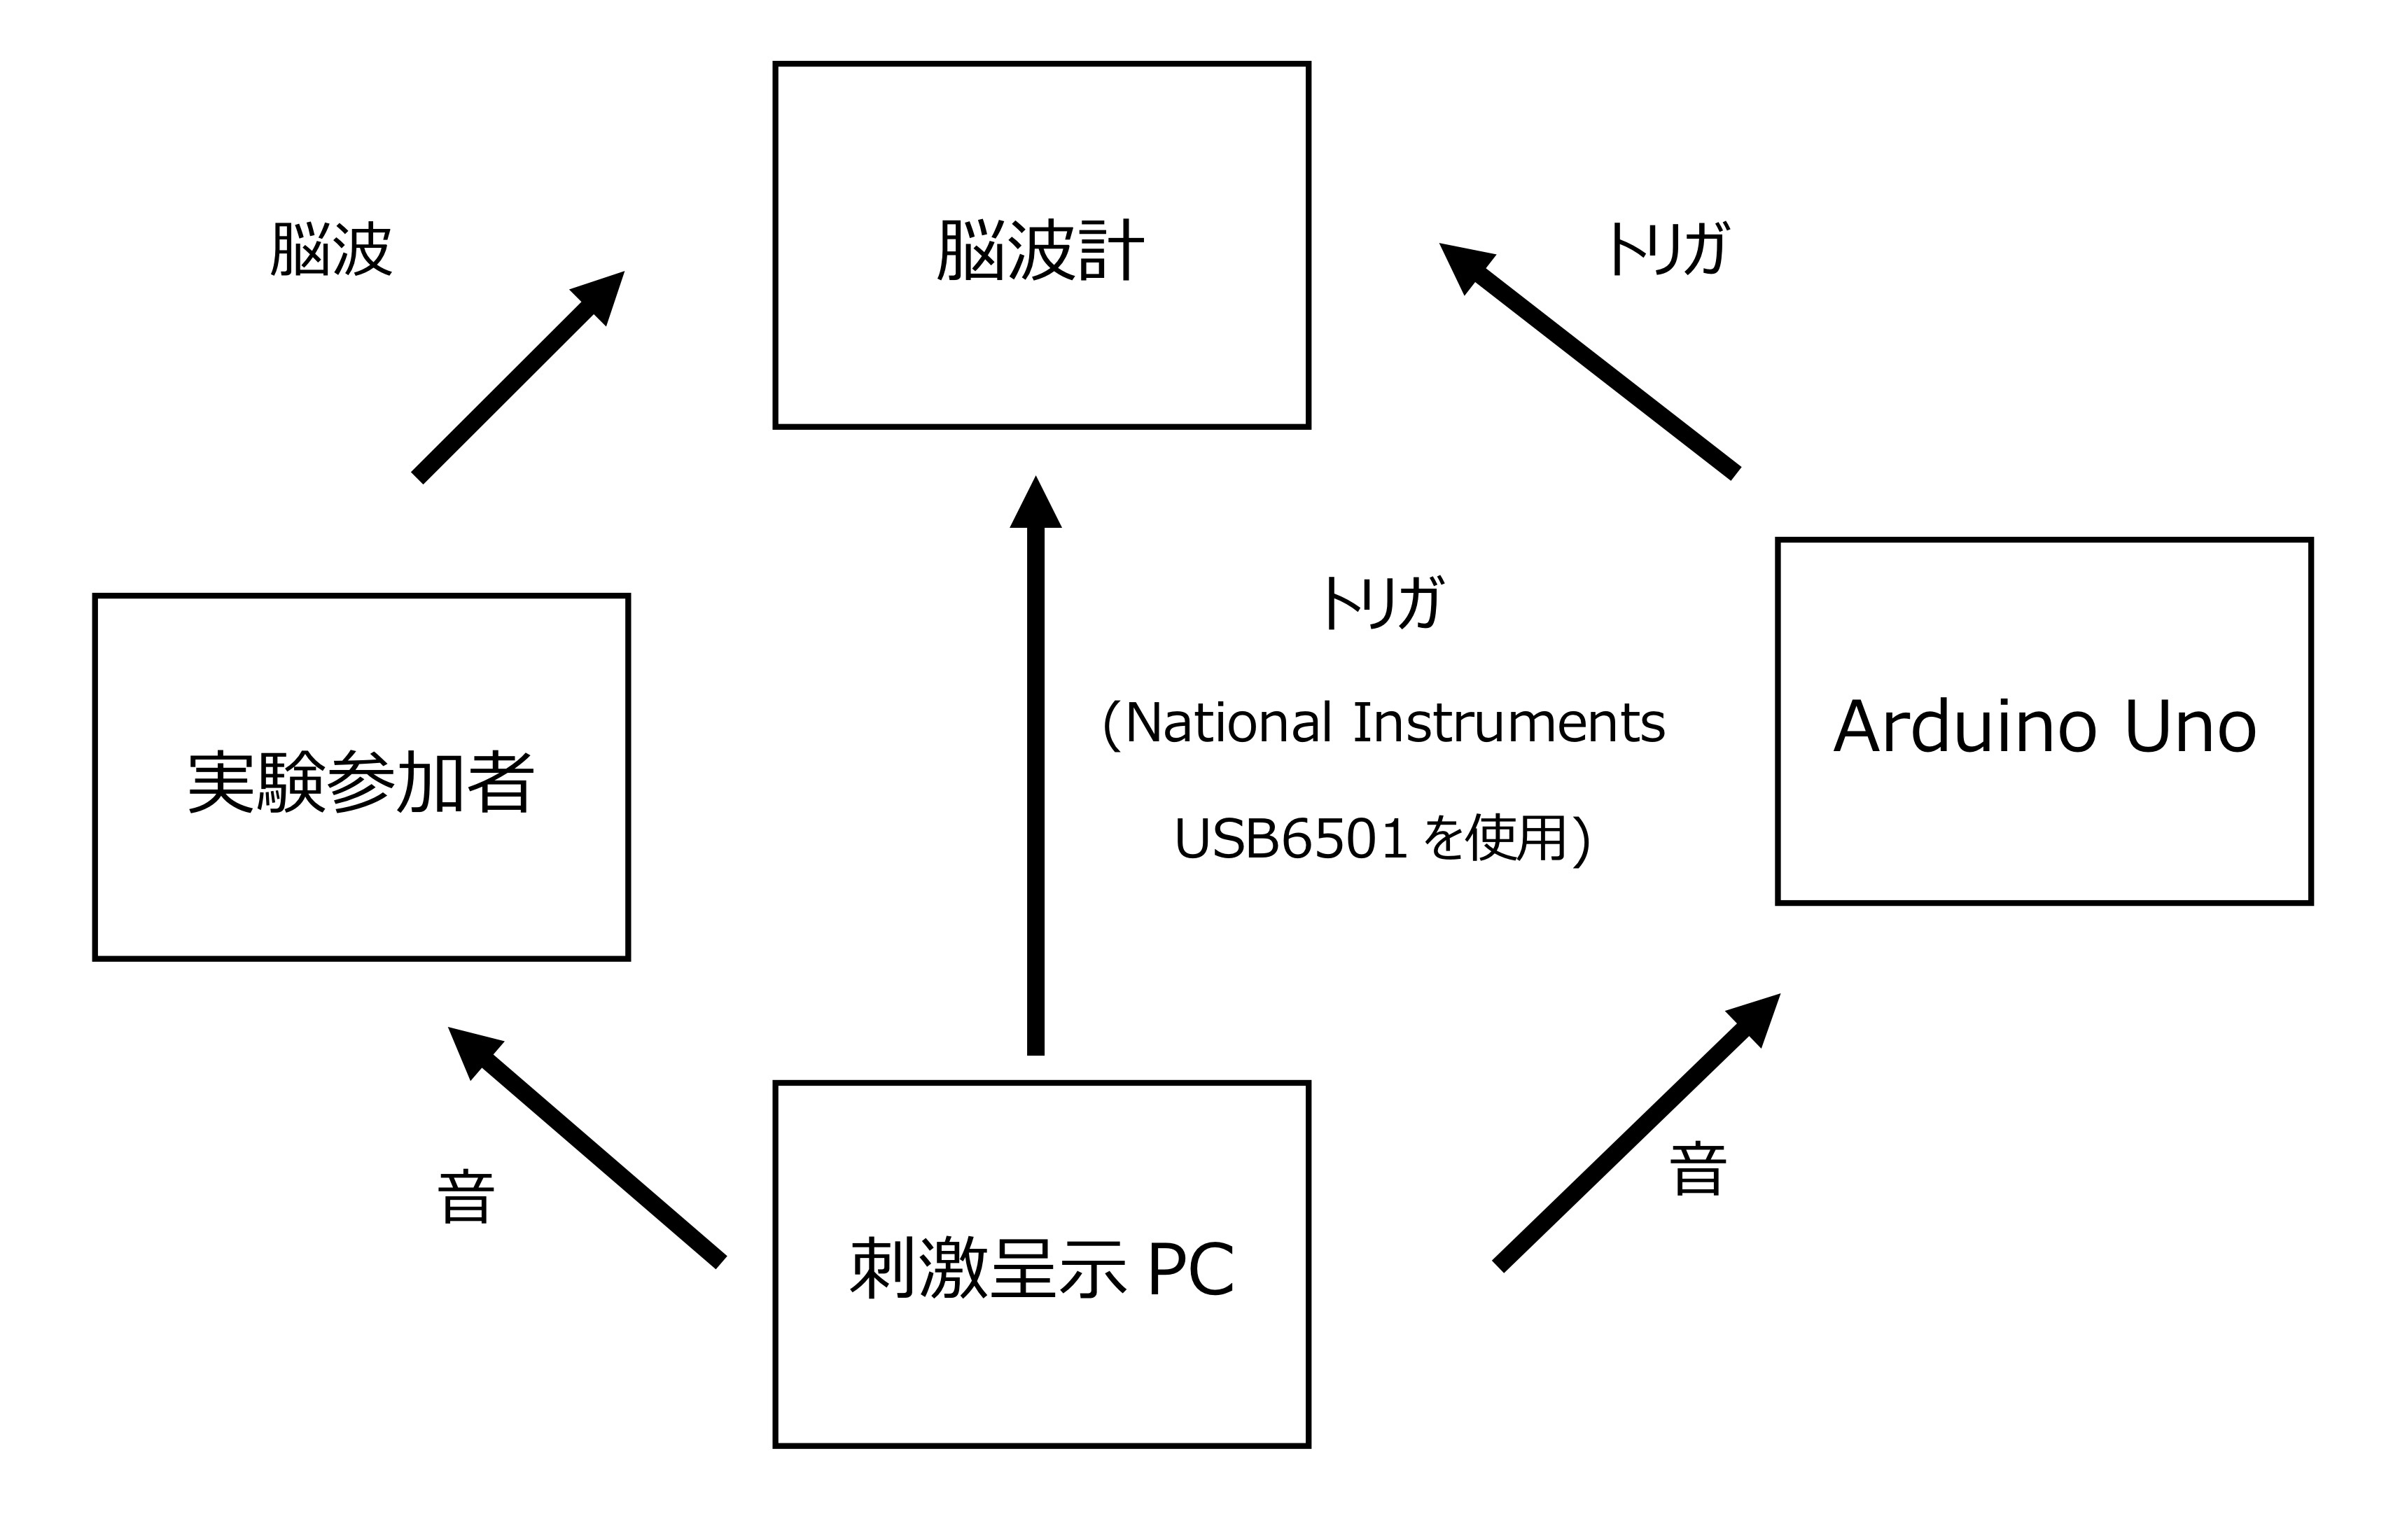 脳波計
脳波
トリガ
トリガ
(National Instruments
USB6501 を使用)
実験参加者
Arduino Uno
音
音
刺激呈示 PC